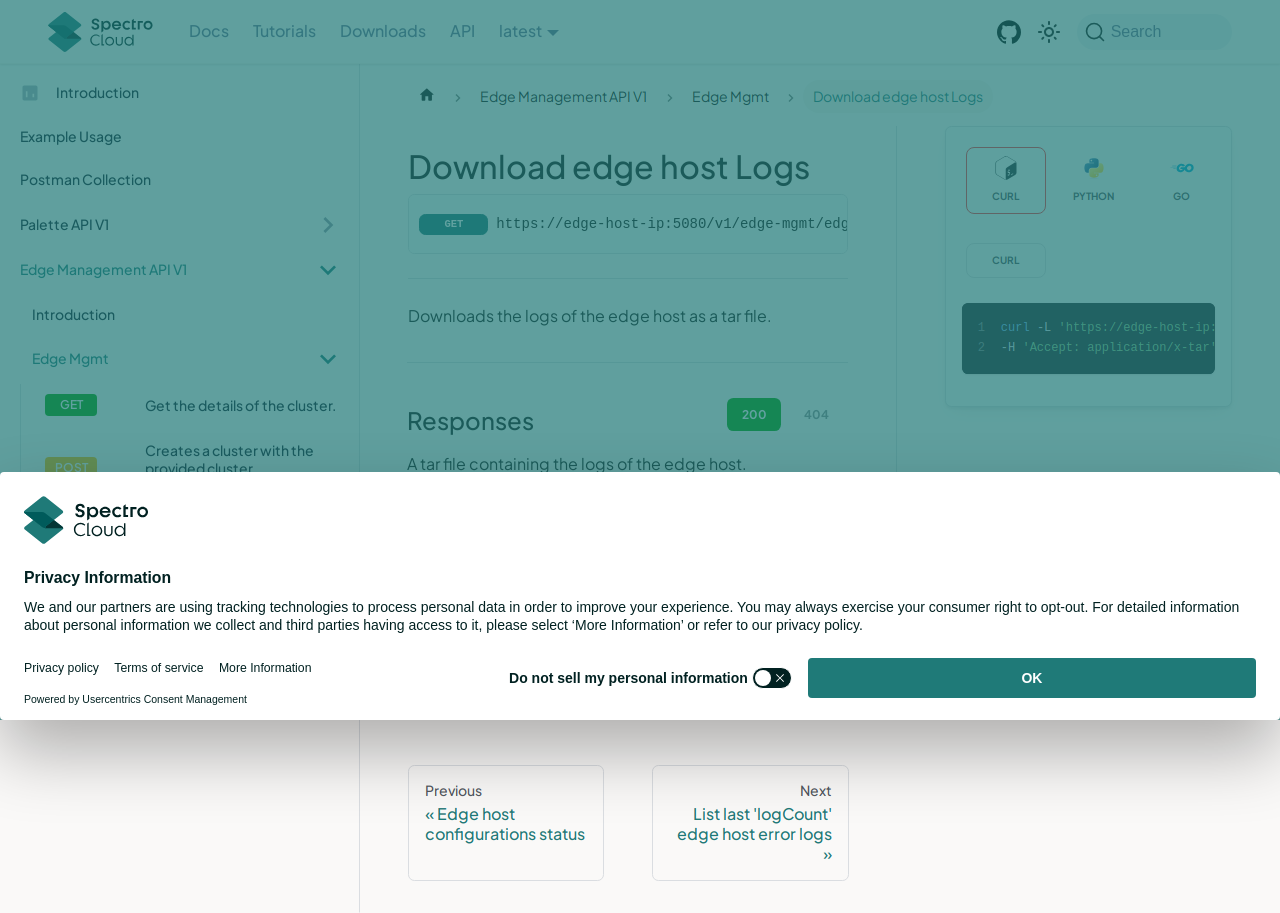 Spectro
Cloud
Docs
Tutorials
Downloads
API
latest
Search
Introduction
Example Usage
Postman Collection
Palette API V1
Edge Management API V1
Introduction
Edge Mgmt
GET
Get the details of the cluster.
POST
Creates a cluster with the
provided cluster
Edge Management API V1
Edge Mgmt
Download edge host Logs
Download edge host Logs
GET
https://edge-host-ip:5080/v1/edge-mgmt/edg
Downloads the logs of the edge host as a tar file.
Responses
200
404
A tar file containing the logs of the edge host.
CURL
PYTHON
GO
CURL
1 curl -L 'https://edge-host-ip:
2 -H 'Accept: application/x-tar'
Spectro
Cloud
Privacy Information
We and our partners are using tracking technologies to process personal data in order to improve your experience. You may always exercise your consumer right to opt-out. For detailed information
about personal information we collect and third parties having access to it, please select ‘More Information’ or refer to our privacy policy.
Privacy policy
Terms of service
More Information
Powered by Usercentrics Consent Management
Do not sell my personal information
OK
Previous
« Edge host
configurations status
Next
List last 'logCount'
edge host error logs
»